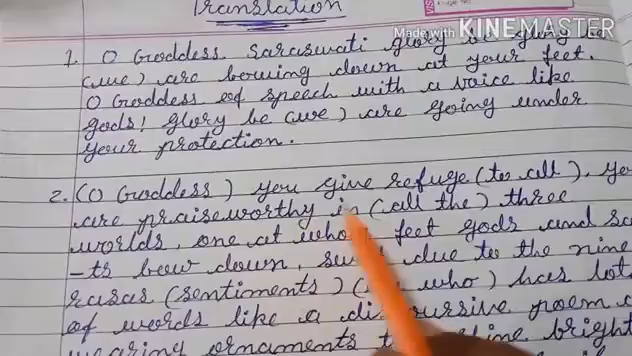 Translation
Made with KINEMASTER
1. O Goddess Saraswati glory be
(we) are bowing down at your feet.
O Goddess of speech with a voice like
gods! glory be (we) are going under
your protection.
2. (O Goddess) you give refuge (to all). You
are praiseworthy in (all the) three
worlds, one at whose feet gods and sa
-ts bow down, due to the nine
rasas (sentiments) who) has lots
of words like a discursive poem
wearing ornaments bright